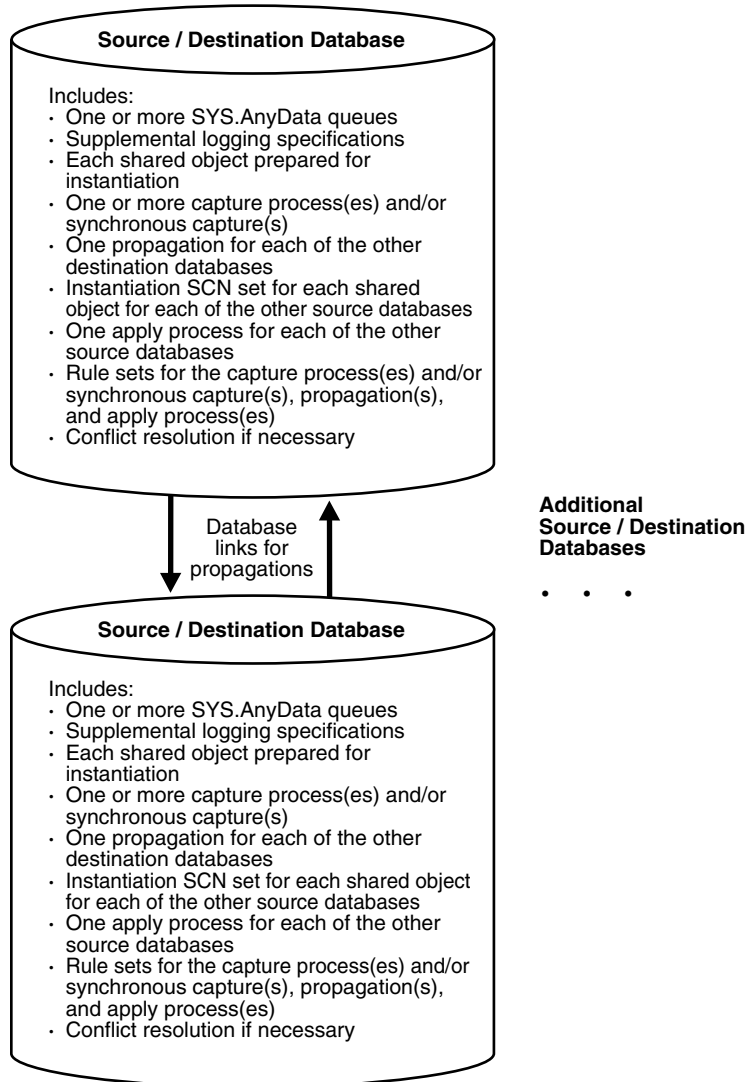 Source / Destination Database
Includes:
· One or more SYS.AnyData queues
· Supplemental logging specifications
· Each shared object prepared for
instantiation
· One or more capture process(es) and/or
synchronous capture(s)
· One propagation for each of the other
destination databases
· Instantiation SCN set for each shared
object for each of the other source databases
· One apply process for each of the other
source databases
· Rule sets for the capture process(es) and/or
synchronous capture(s), propagation(s),
and apply process(es)
· Conflict resolution if necessary
Database
links for
propagations
Additional
Source / Destination
Databases
. . .
Source / Destination Database
Includes:
· One or more SYS.AnyData queues
· Supplemental logging specifications
· Each shared object prepared for
instantiation
· One or more capture process(es) and/or
synchronous capture(s)
· One propagation for each of the other
destination databases
· Instantiation SCN set for each shared object
for each of the other source databases
· One apply process for each of the other
source databases
· Rule sets for the capture process(es) and/or
synchronous capture(s), propagation(s),
and apply process(es)
· Conflict resolution if necessary